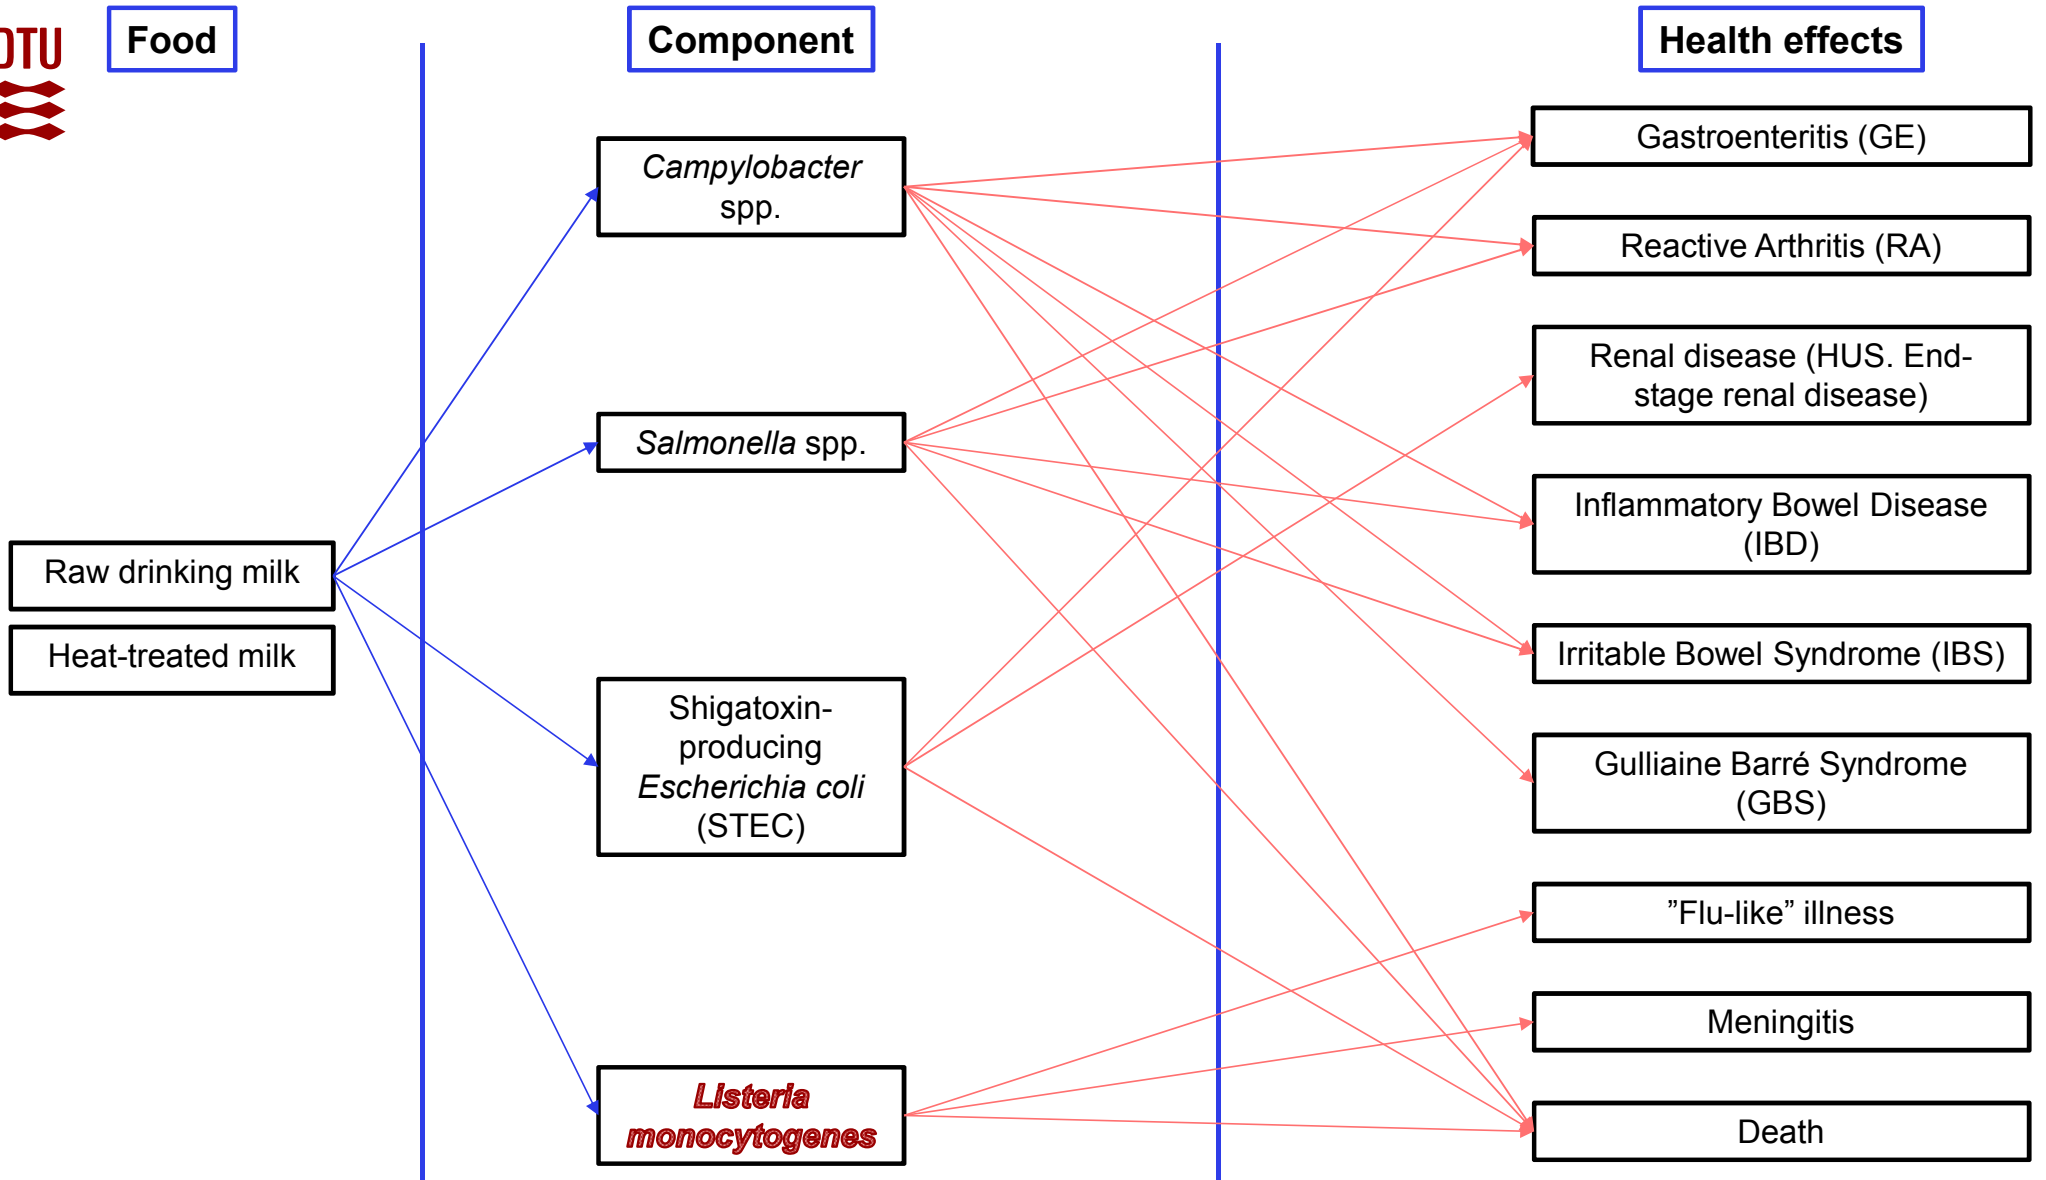 DTU
Food
Component
Health effects
Raw drinking milk
Heat-treated milk
Campylobacter
spp.
Salmonella spp.
Shigatoxin-
producing
Escherichia coli
(STEC)
Listeria
monocytogenes
Gastroenteritis (GE)
Reactive Arthritis (RA)
Renal disease (HUS. End-
stage renal disease)
Inflammatory Bowel Disease
(IBD)
Irritable Bowel Syndrome (IBS)
Gulliaine Barré Syndrome
(GBS)
”Flu-like” illness
Meningitis
Death